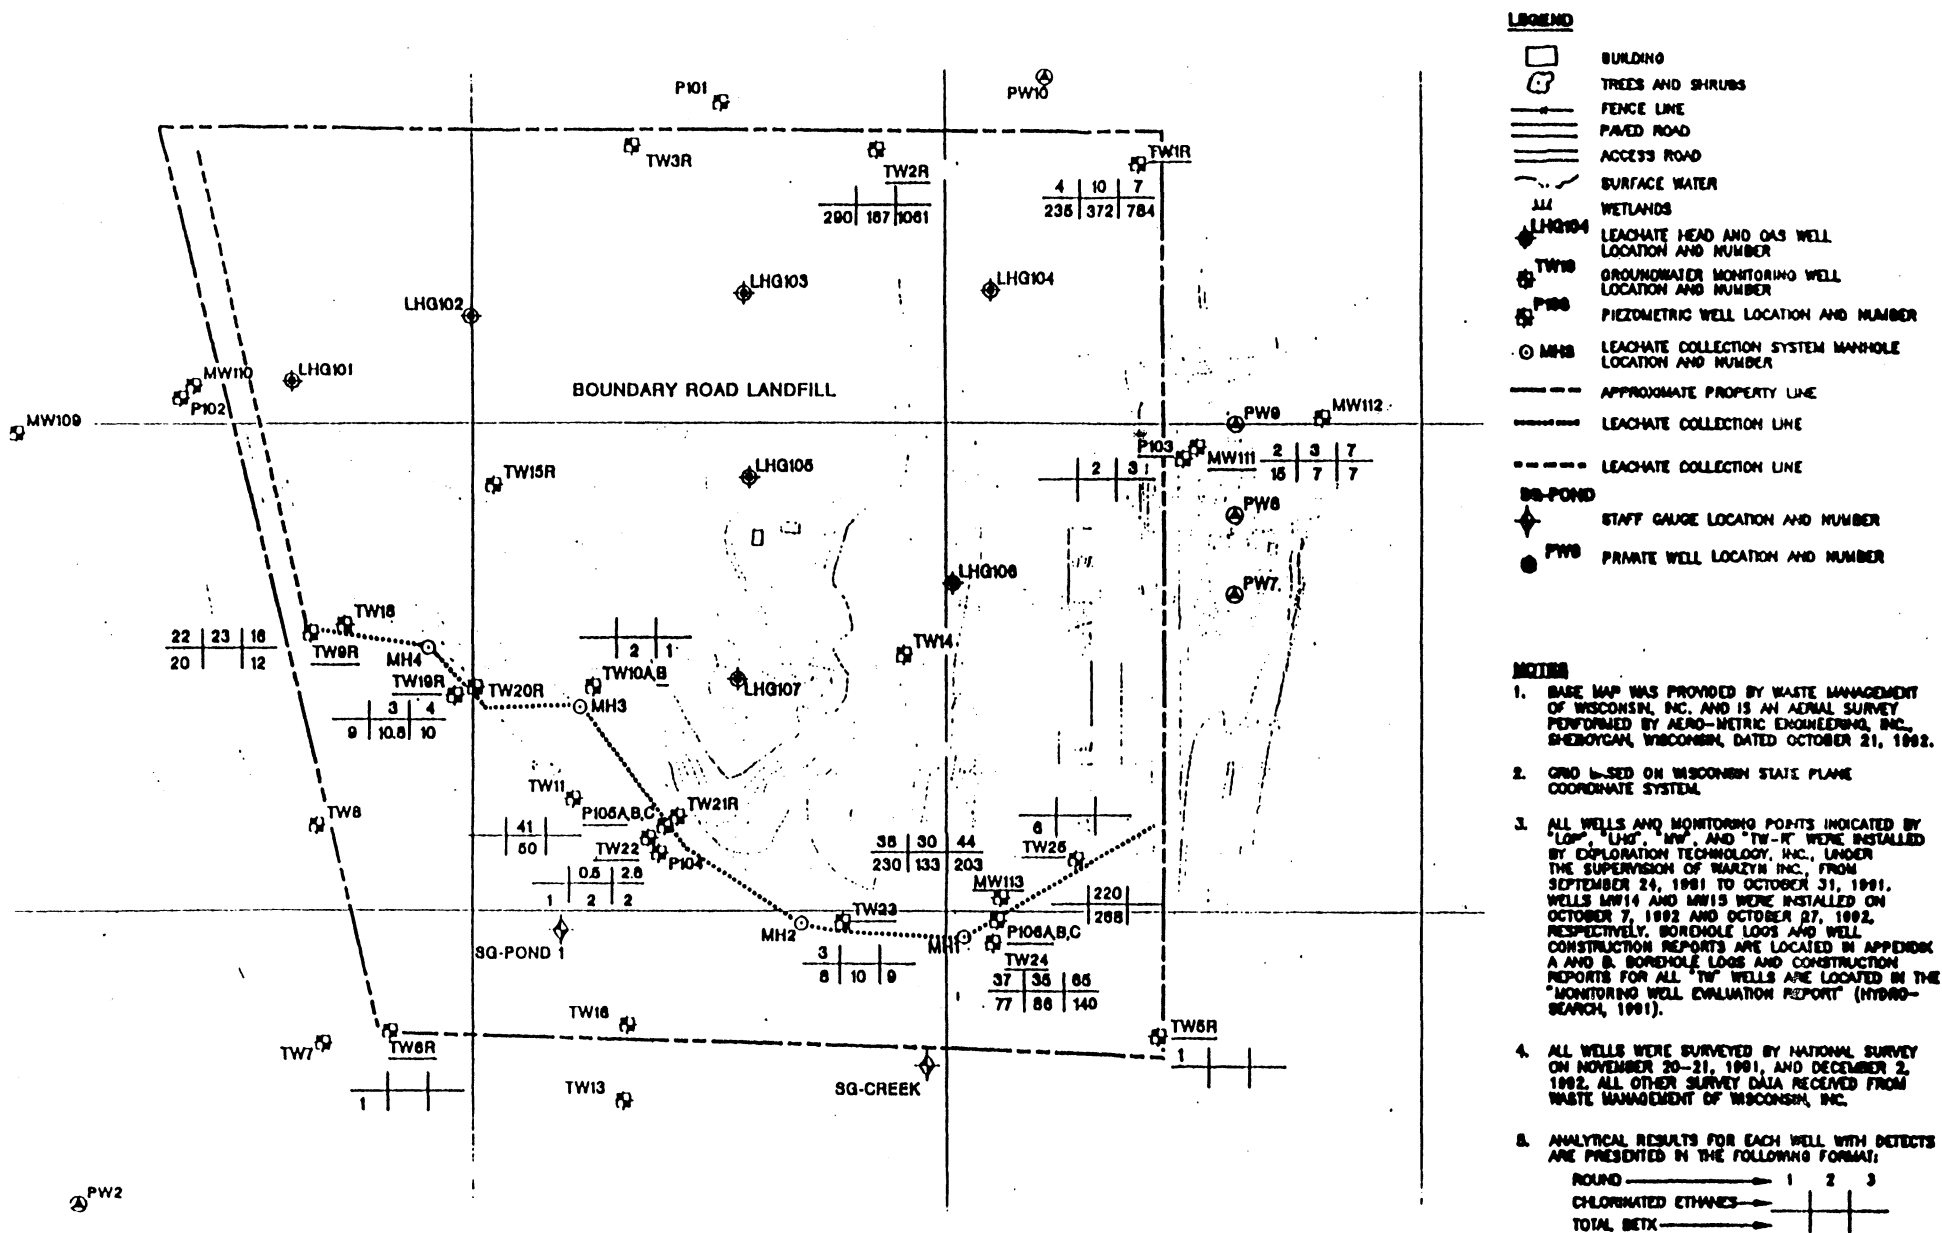 P101
PW10
TW3R
TW2R
290 187 1061
TW1R
4 10 7
235 372 784
LHG103
LHG104
LHG102
LHG101
MW110
P102
MW109
BOUNDARY ROAD LANDFILL
PW9
MW112
P103
MW111
2 3 7
15 7 7
2 3
TW15R
LHG105
PW8
LHG106
PW7
TW18
22 23 16
20 12
TW9R
MH4
2 1
TW10A,B
TW14
LHG107
TW19R
TW20R
MH3
3 4
9 10.8 10
TW11
TW21R
P105A,B,C
TW8
41
50
TW22
P104
0.5 2.8
1 2 2
6
TW25
38 30 44
230 133 203
MW113
220
268
TW23
MH2
MH1
P106A,B,C
SG-POND 1
3
8 10 9
TW24
37 35 65
77 86 140
TW16
TW7
TW6R
1
TW5R
1
TW13
SG-CREEK
PW2
LEGEND
BUILDING
TREES AND SHRUBS
FENCE LINE
PAVED ROAD
ACCESS ROAD
SURFACE WATER
WETLANDS
LHG104
LEACHATE HEAD AND GAS WELL
LOCATION AND NUMBER
TW18
GROUNDWATER MONITORING WELL
LOCATION AND NUMBER
PIEZOMETRIC WELL LOCATION AND NUMBER
MH3
LEACHATE COLLECTION SYSTEM MANHOLE
LOCATION AND NUMBER
APPROXIMATE PROPERTY LINE
LEACHATE COLLECTION LINE
LEACHATE COLLECTION LINE
SG-POND
STAFF GAUGE LOCATION AND NUMBER
PRIVATE WELL LOCATION AND NUMBER
NOTES
1. BASE MAP WAS PROVIDED BY WASTE MANAGEMENT
OF WISCONSIN, INC. AND IS AN AERIAL SURVEY
PERFORMED BY AERO-METRIC ENGINEERING, INC.,
SHEBOYGAN, WISCONSIN, DATED OCTOBER 21, 1992.
2. GRID BASED ON WISCONSIN STATE PLANE
COORDINATE SYSTEM.
3. ALL WELLS AND MONITORING POINTS INDICATED BY
"LGP", "LHG", "MW", AND "TW-R" WERE INSTALLED
BY EXPLORATION TECHNOLOGY, INC., UNDER
THE SUPERVISION OF WARZYN INC., FROM
SEPTEMBER 24, 1991 TO OCTOBER 31, 1991.
WELLS MW14 AND MW15 WERE INSTALLED ON
OCTOBER 7, 1992 AND OCTOBER 27, 1992,
RESPECTIVELY. BOREHOLE LOGS AND WELL
CONSTRUCTION REPORTS ARE LOCATED IN APPENDIX
A AND B. BOREHOLE LOGS AND CONSTRUCTION
REPORTS FOR ALL "TW" WELLS ARE LOCATED IN THE
"MONITORING WELL EVALUATION REPORT" (HYDRO-
SEARCH, 1991).
4. ALL WELLS WERE SURVEYED BY NATIONAL SURVEY
ON NOVEMBER 20-21, 1991, AND DECEMBER 2,
1992. ALL OTHER SURVEY DATA RECEIVED FROM
WASTE MANAGEMENT OF WISCONSIN, INC.
5. ANALYTICAL RESULTS FOR EACH WELL WITH DETECTS
ARE PRESENTED IN THE FOLLOWING FORMAT:
ROUND 1 2 3
CHLORINATED ETHANES
TOTAL BETX